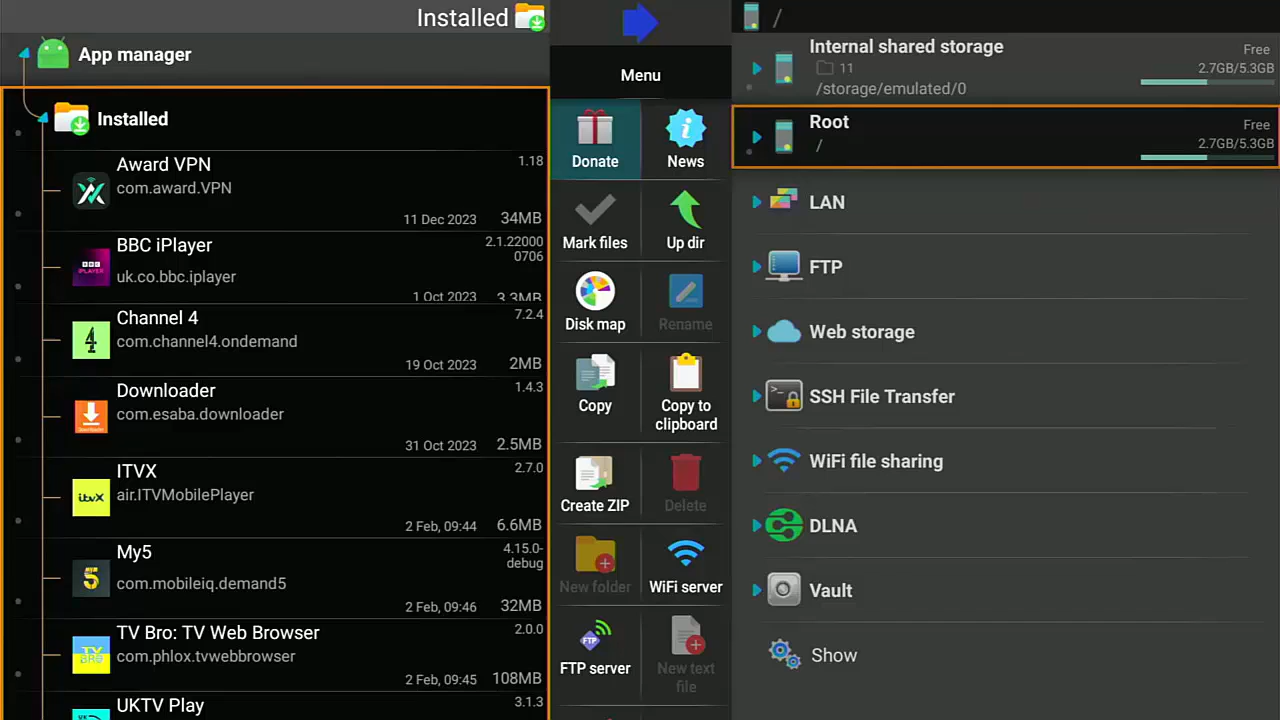 Installed
App manager
Installed
Award VPN
1.18
com.award.VPN
11 Dec 2023
34MB
BBC iPlayer
2.1.22000
0706
BBC
iPLAYER
uk.co.bbc.iplayer
1 Oct 2023
3.3MB
Channel 4
7.2.4
4
com.channel4.ondemand
19 Oct 2023
2MB
Downloader
1.4.3
com.esaba.downloader
31 Oct 2023
2.5MB
ITVX
2.7.0
itvX
air.ITVMobilePlayer
2 Feb, 09:44
6.6MB
My5
4.15.0-
debug
5
com.mobileiq.demand5
2 Feb, 09:46
32MB
TV Bro: TV Web Browser
2.0.0
TV
BRO
com.phlox.tvwebbrowser
2 Feb, 09:45
108MB
UKTV Play
3.1.3
Menu
Donate
News
Mark files
Up dir
Disk map
Rename
Copy
Copy to
clipboard
Create ZIP
Delete
New folder
WiFi server
FTP
FTP server
New text
file
/
Internal shared storage
Free
11
2.7GB/5.3GB
/storage/emulated/0
Root
Free
/
2.7GB/5.3GB
LAN
FTP
Web storage
SSH File Transfer
WiFi file sharing
DLNA
Vault
Show